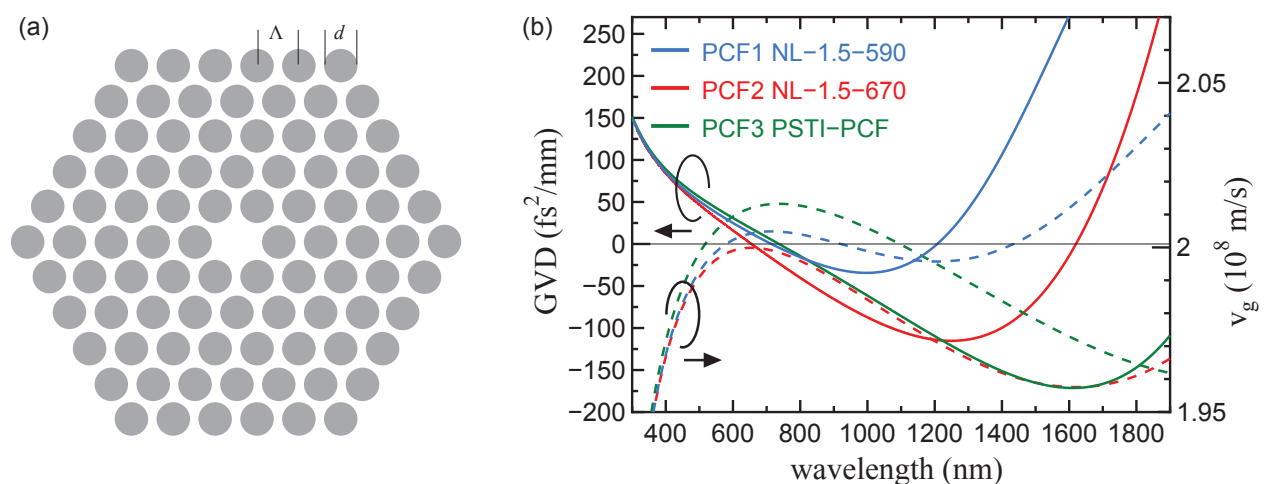 (a)
Λ
d
(b)
250
200
150
100
50
0
−50
−100
−150
−200
GVD (fs²/mm)
PCF1 NL−1.5−590
PCF2 NL−1.5−670
PCF3 PSTI−PCF
2.05
2
1.95
v_g (10⁸ m/s)
400 600 800 1000 1200 1400 1600 1800
wavelength (nm)